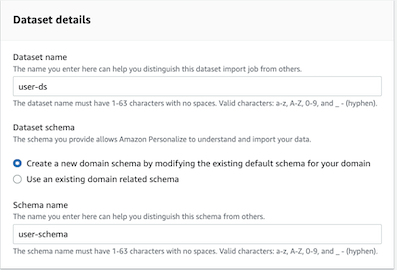 Dataset details
Dataset name
The name you enter here can help you distinguish this dataset import job from others.
user-ds
The dataset name must have 1-63 characters with no spaces. Valid characters: a-z, A-Z, 0-9, and _ - (hyphen).
Dataset schema
The schema you provide allows Amazon Personalize to understand and import your data.
Create a new domain schema by modifying the existing default schema for your domain
Use an existing domain related schema
Schema name
The name you enter here can help you distinguish this schema from others.
user-schema
The schema name must have 1-63 characters with no spaces. Valid characters: a-z, A-Z, 0-9, and _ - (hyphen).